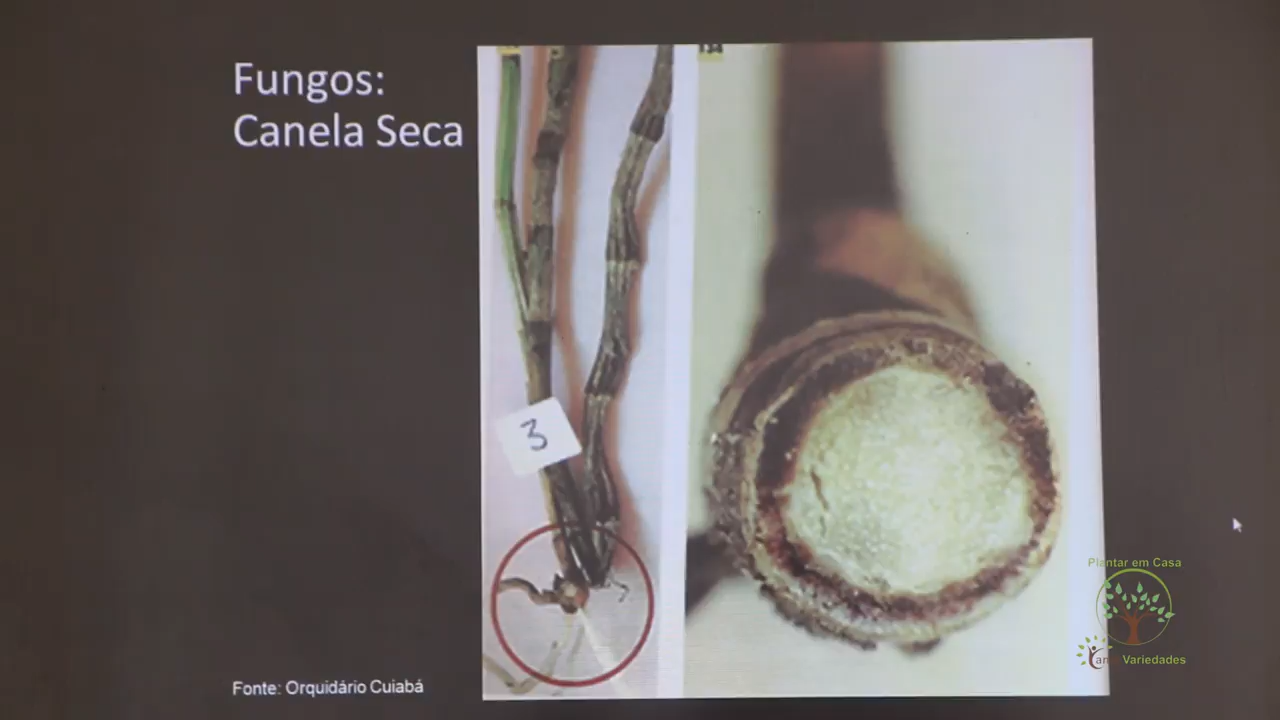 Fungos:
Canela Seca
3
Fonte: Orquidário Cuiabá
Plantar em Casa
Variedades